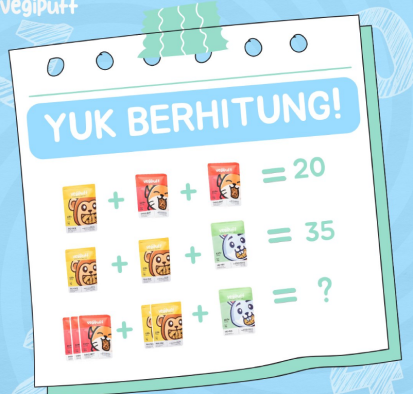 vegipuff
YUK BERHITUNG!
+ + = 20
+ + = 35
+ + = ?